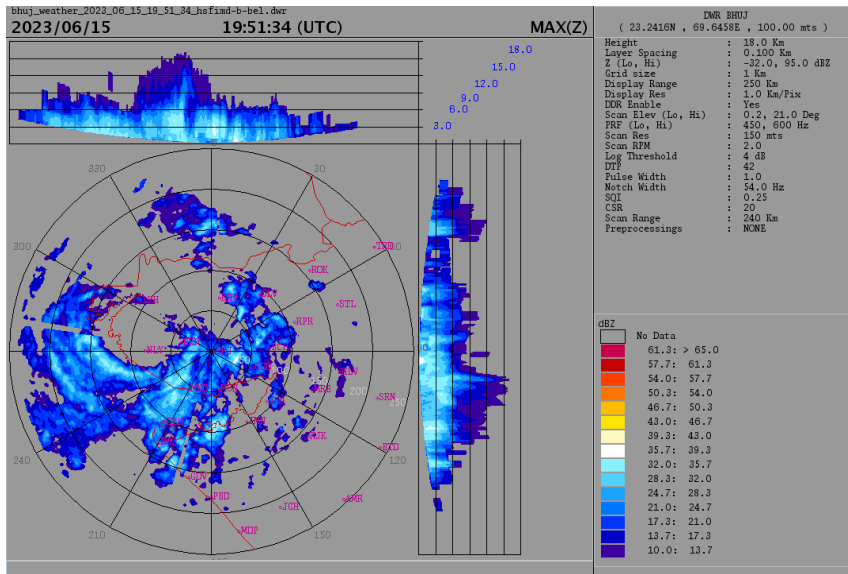 bhuj_weather_2023_06_15_19_51_34_hsfimd-b-bel.dwr
2023/06/15 19:51:34 (UTC) MAX(Z)
18.0
15.0
12.0
9.0
6.0
3.0
DWR BHUJ
( 23.2416N , 69.6458E , 100.00 mts )
Height : 18.0 Km
Layer Spacing : 0.100 Km
Z (Lo, Hi) : -32.0, 95.0 dBZ
Grid size : 1 Km
Display Range : 250 Km
Display Res : 1.0 Km/Pix
DDR Enable : Yes
Scan Elev (Lo, Hi) : 0.2, 21.0 Deg
PRF (Lo, Hi) : 450, 600 Hz
Scan Res : 150 mts
Scan RPM : 2.0
Log Threshold : 4 dB
DTP : 42
Pulse Width : 1.0
Notch Width : 54.0 Hz
SQI : 0.25
CSR : 20
Scan Range : 240 Km
Preprocessings : NONE
330
30
300
RDK
STL
RPR
NLY
200
SRN
250
240
120
AMR
JGH
210
MDP
150
dBZ
No Data
61.3: > 65.0
57.7: 61.3
54.0: 57.7
50.3: 54.0
46.7: 50.3
43.0: 46.7
39.3: 43.0
35.7: 39.3
32.0: 35.7
28.3: 32.0
24.7: 28.3
21.0: 24.7
17.3: 21.0
13.7: 17.3
10.0: 13.7